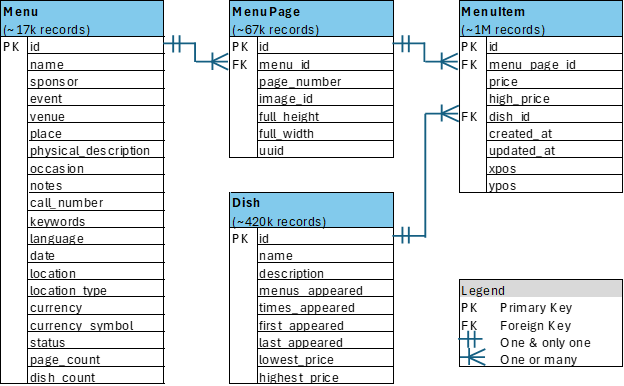 Menu
(~17k records)
PK id
name
sponsor
event
venue
place
physical_description
occasion
notes
call_number
keywords
language
date
location
location_type
currency
currency_symbol
status
page_count
dish_count
MenuPage
(~67k records)
PK id
FK menu_id
page_number
image_id
full_height
full_width
uuid
Dish
(~420k records)
PK id
name
description
menus_appeared
times_appeared
first_appeared
last_appeared
lowest_price
highest_price
MenuItem
(~1M records)
PK id
FK menu_page_id
price
high_price
FK dish_id
created_at
updated_at
xpos
ypos
Legend
PK Primary Key
FK Foreign Key
One & only one
One or many